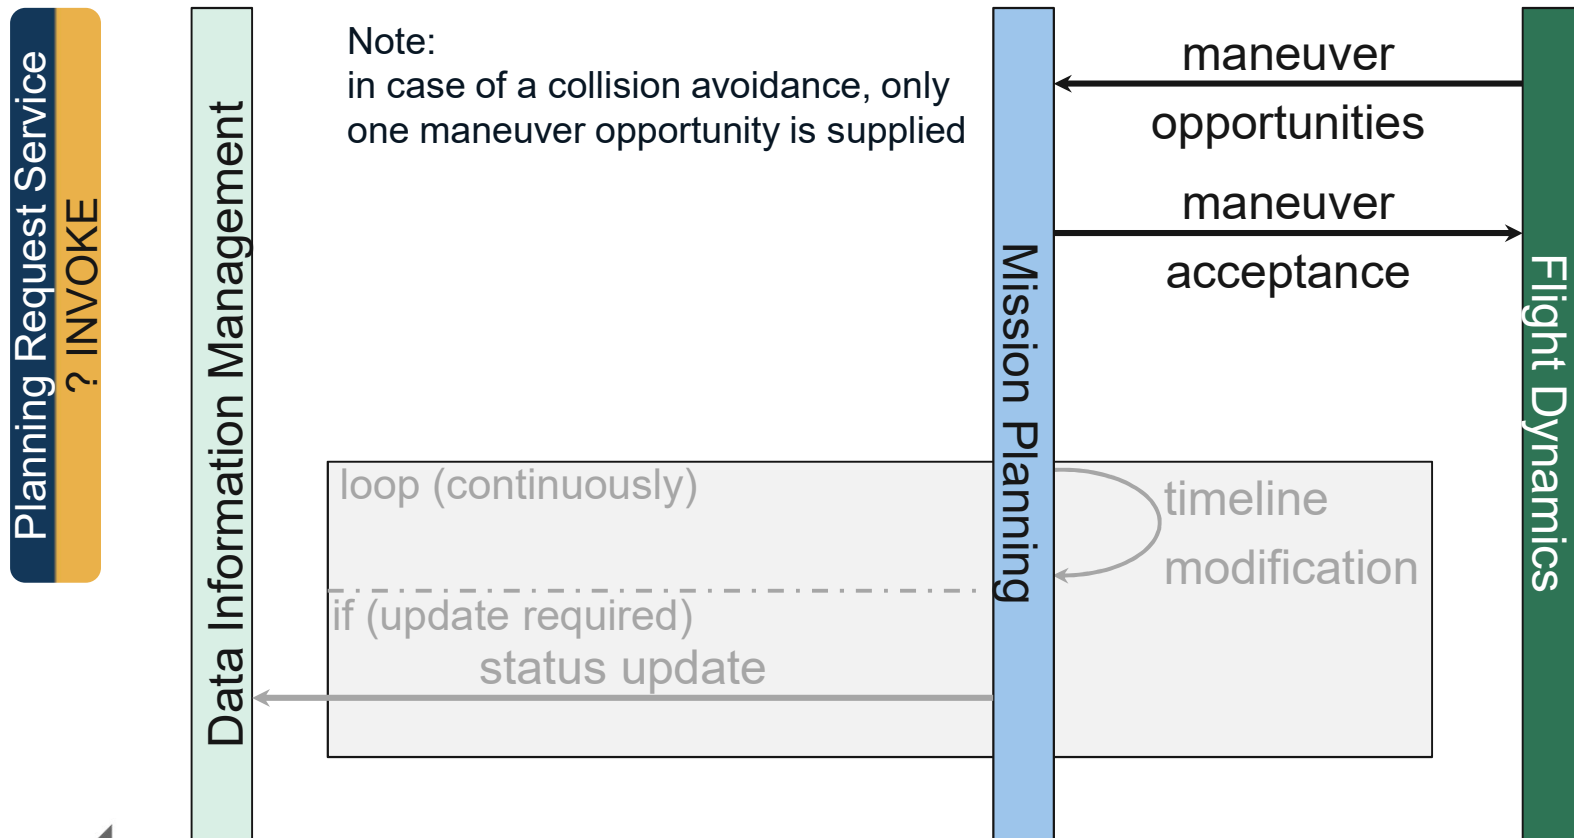 Planning Request Service
? INVOKE
Data Information Management
Note:
in case of a collision avoidance, only
one maneuver opportunity is supplied
Mission Planning
maneuver
opportunities
maneuver
acceptance
Flight Dynamics
loop (continuously)
timeline
modification
if (update required)
status update